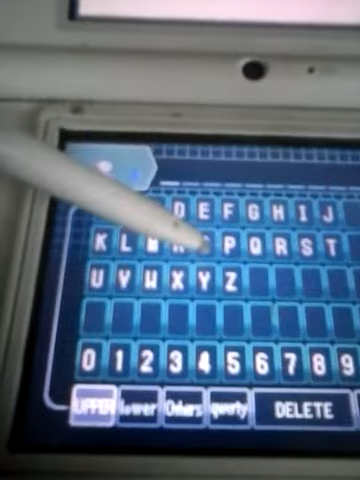 D E F G H I J
K L M N P Q R S T
U V W X Y Z
0 1 2 3 4 5 6 7 8 9
UPPER lower Others qwerty DELETE